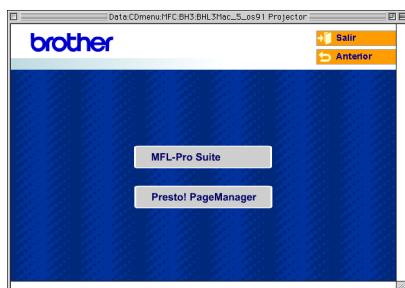 Data:CDmenu:MFC:BH3:BHL3Mac_5_os91 Projector
brother
Salir
Anterior
MFL-Pro Suite
Presto! PageManager